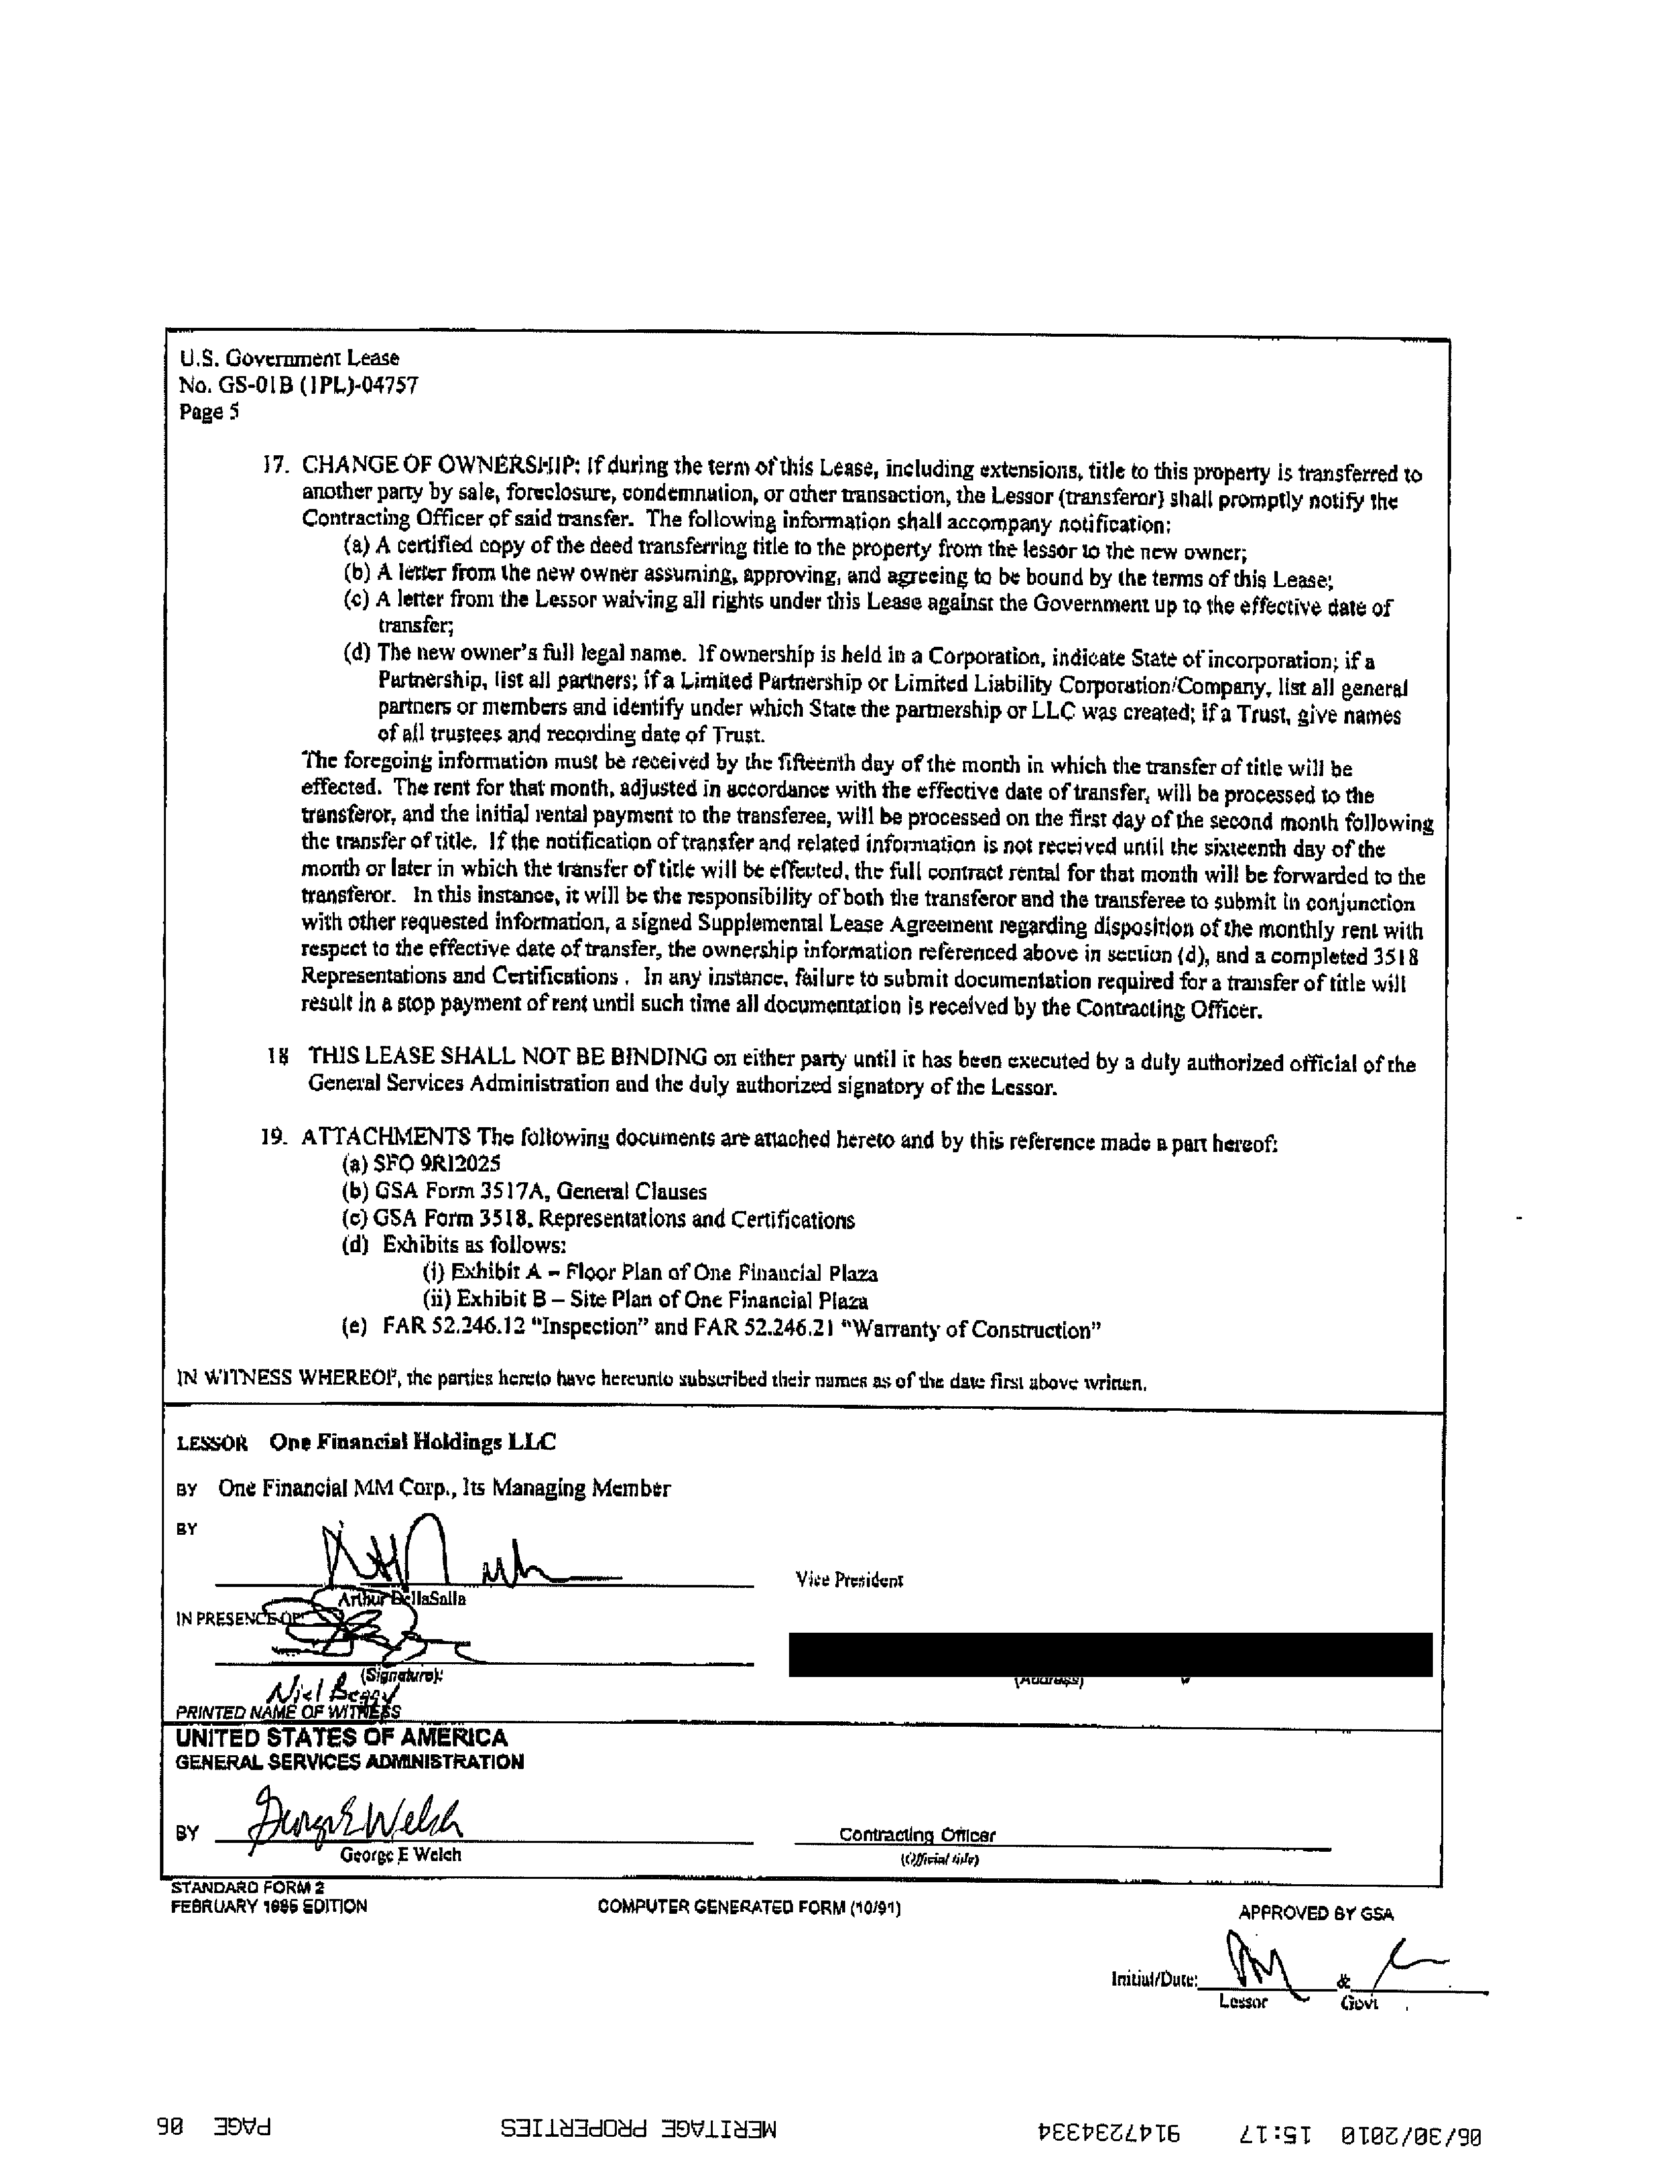 U.S. Government Lease
No. GS-01B (1PL)-04757
Page 5
17. CHANGE OF OWNERSHIP: If during the term of this Lease, including extensions, title to this property is transferred to
another party by sale, foreclosure, condemnation, or other transaction, the Lessor (transferor) shall promptly notify the
Contracting Officer of said transfer. The following information shall accompany notification:
(a) A certified copy of the deed transferring title to the property from the lessor to the new owner;
(b) A letter from the new owner assuming, approving, and agreeing to be bound by the terms of this Lease;
(c) A letter from the Lessor waiving all rights under this Lease against the Government up to the effective date of
transfer;
(d) The new owner's full legal name. If ownership is held in a Corporation, indicate State of incorporation; if a
Partnership, list all partners; if a Limited Partnership or Limited Liability Corporation/Company, list all general
partners or members and identify under which State the partnership or LLC was created; if a Trust, give names
of all trustees and recording date of Trust.
The foregoing information must be received by the fifteenth day of the month in which the transfer of title will be
effected. The rent for that month, adjusted in accordance with the effective date of transfer, will be processed to the
transferor, and the initial rental payment to the transferee, will be processed on the first day of the second month following
the transfer of title. If the notification of transfer and related information is not received until the sixteenth day of the
month or later in which the transfer of title will be effected, the full contract rental for that month will be forwarded to the
transferor. In this instance, it will be the responsibility of both the transferor and the transferee to submit in conjunction
with other requested information, a signed Supplemental Lease Agreement regarding disposition of the monthly rent with
respect to the effective date of transfer, the ownership information referenced above in section (d), and a completed 3518
Representations and Certifications . In any instance, failure to submit documentation required for a transfer of title will
result in a stop payment of rent until such time all documentation is received by the Contracting Officer.
18 THIS LEASE SHALL NOT BE BINDING on either party until it has been executed by a duly authorized official of the
General Services Administration and the duly authorized signatory of the Lessor.
19. ATTACHMENTS The following documents are attached hereto and by this reference made a part hereof:
(a) SFO 9RI2025
(b) GSA Form 3517A, General Clauses
(c) GSA Form 3518, Representations and Certifications
(d) Exhibits as follows:
(i) Exhibit A – Floor Plan of One Financial Plaza
(ii) Exhibit B – Site Plan of One Financial Plaza
(e) FAR 52.246.12 "Inspection" and FAR 52.246.21 "Warranty of Construction"
IN WITNESS WHEREOF, the parties hereto have hereunto subscribed their names as of the date first above written.
LESSOR One Financial Holdings LLC
BY One Financial MM Corp., Its Managing Member
BY
Vice President
Arthur DellaSalla
IN PRESENCE OF:
(Signature)
(Address)
Niel Beggy
PRINTED NAME OF WITNESS
UNITED STATES OF AMERICA
GENERAL SERVICES ADMINISTRATION
BY George E Welch
Contracting Officer
George E Welch
(Official title)
STANDARD FORM 2
FEBRUARY 1965 EDITION
COMPUTER GENERATED FORM (10/91)
APPROVED BY GSA
Initial/Date: &
Lessor Govt
06/30/2010 15:17 9147234334 MERITAGE PROPERTIES PAGE 06